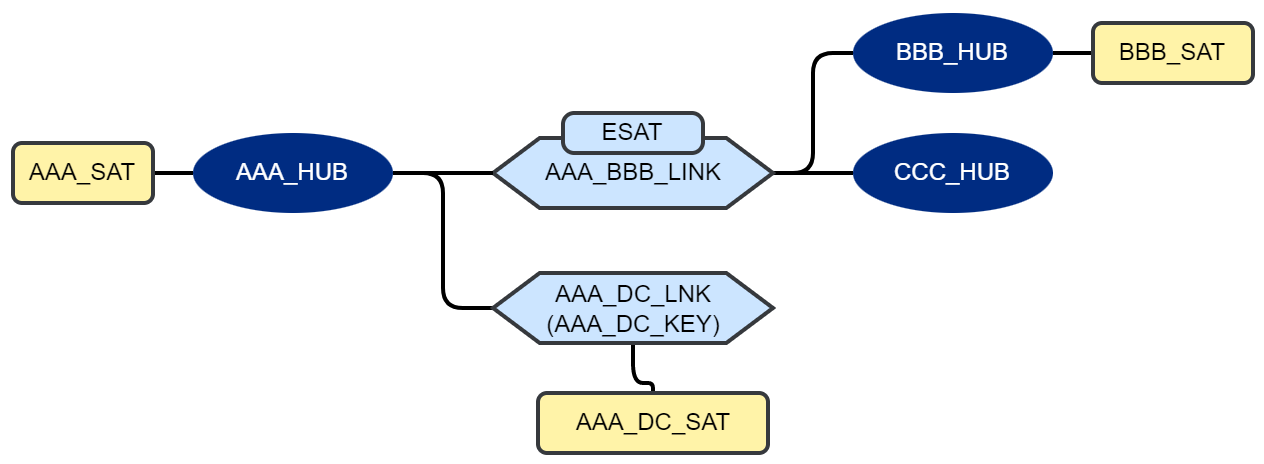 BBB_HUB
BBB_SAT
ESAT
AAA_SAT
AAA_HUB
AAA_BBB_LINK
CCC_HUB
AAA_DC_LNK
(AAA_DC_KEY)
AAA_DC_SAT